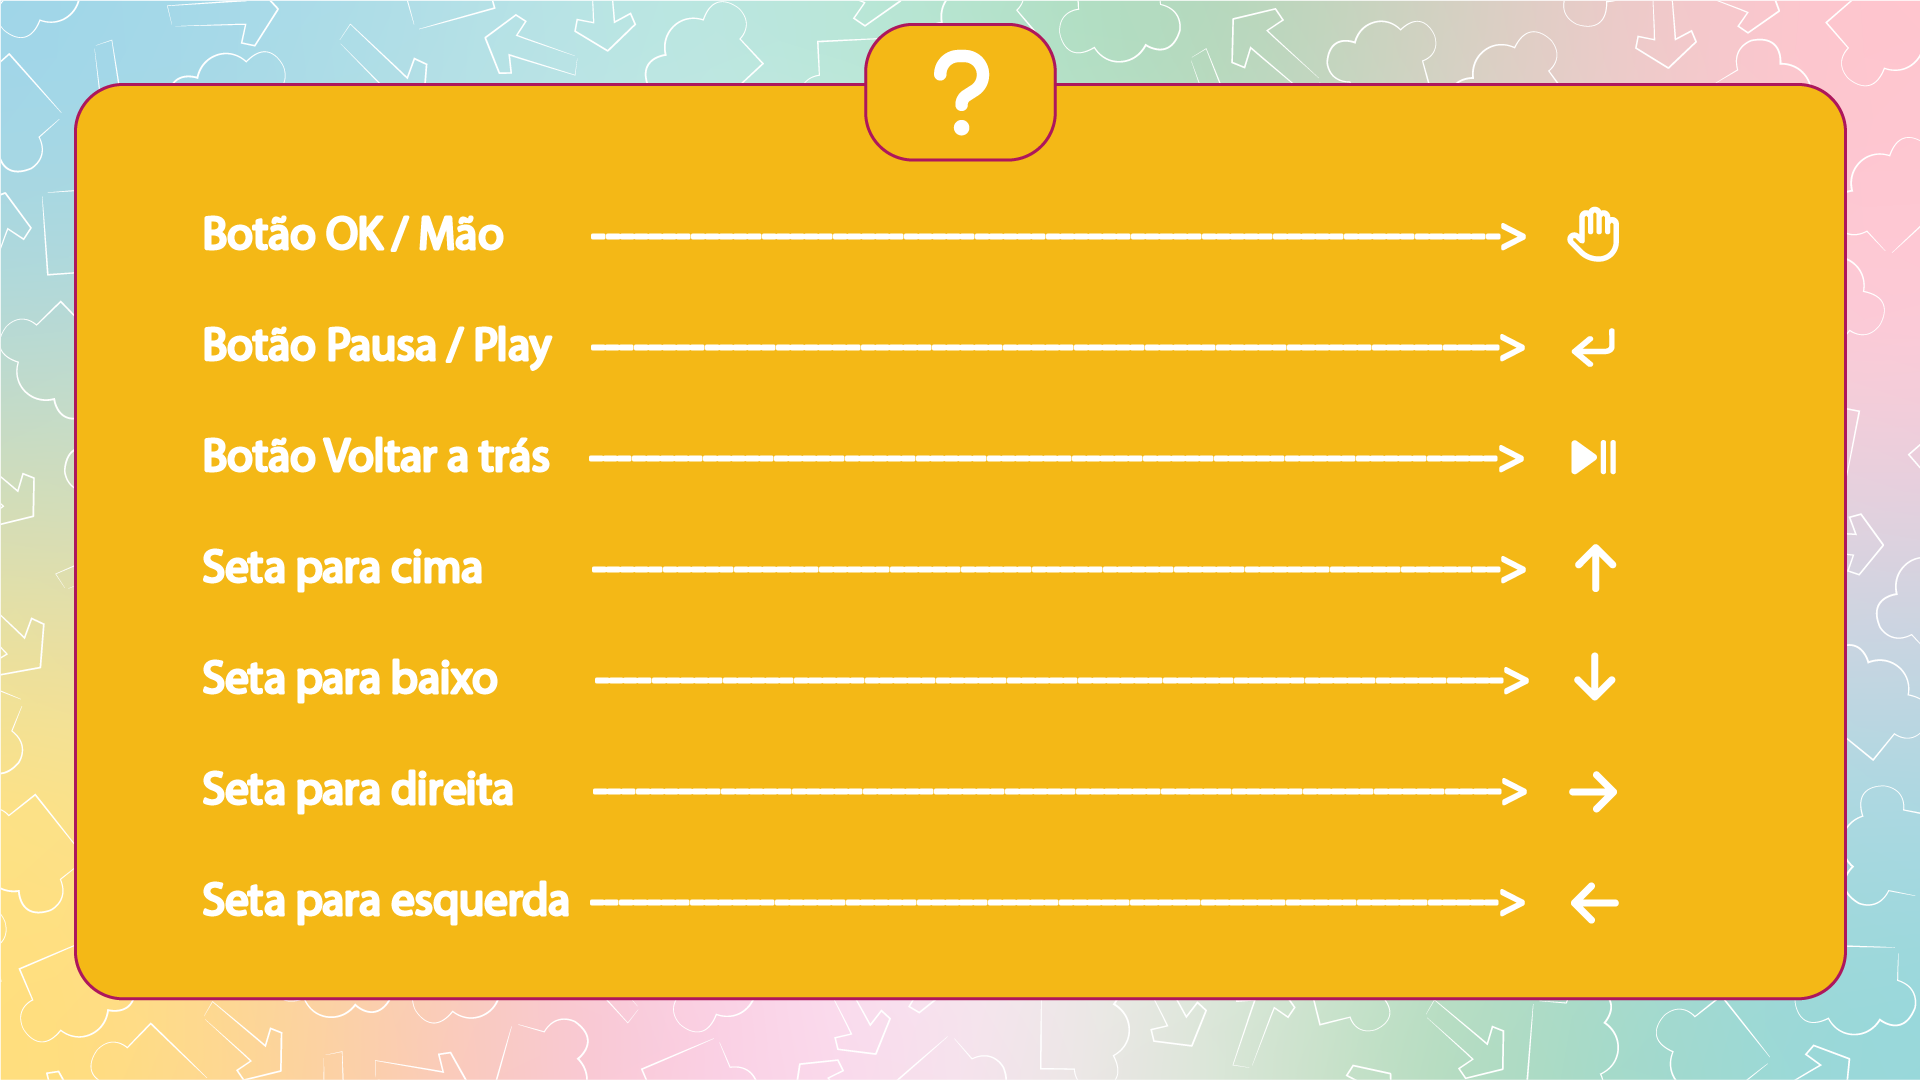 ?
Botão OK / Mão ---------------->
Botão Pausa / Play ---------------->
Botão Voltar a trás ---------------->
Seta para cima ---------------->
Seta para baixo ---------------->
Seta para direita ---------------->
Seta para esquerda ---------------->